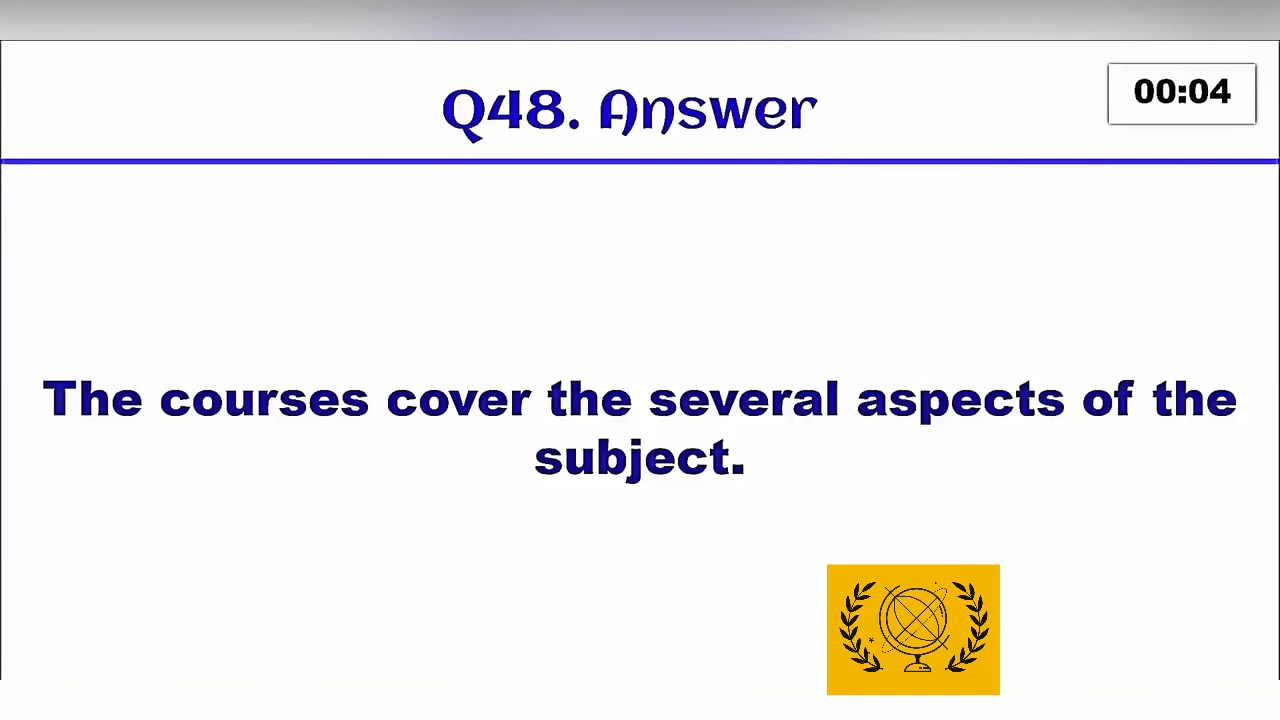 Q48. Answer
00:04
The courses cover the several aspects of the
subject.